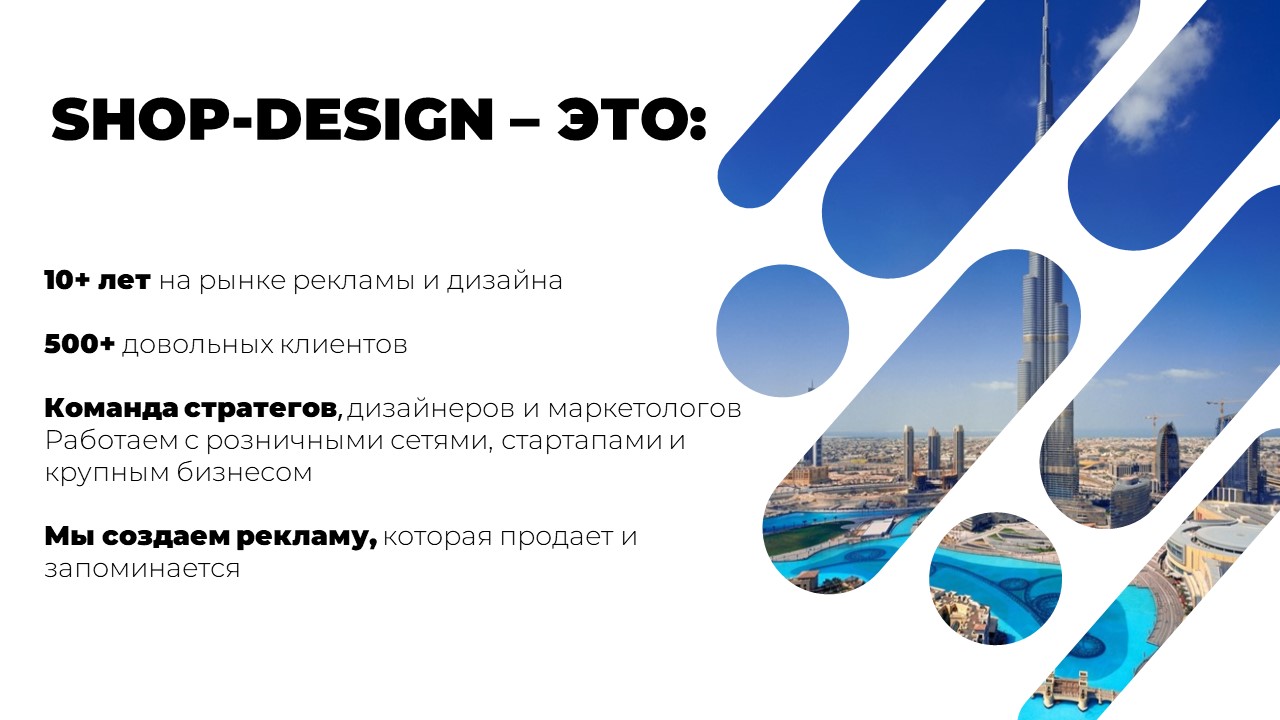 SHOP-DESIGN – ЭТО:
10+ лет на рынке рекламы и дизайна
500+ довольных клиентов
Команда стратегов, дизайнеров и маркетологов
Работаем с розничными сетями, стартапами и
крупным бизнесом
Мы создаем рекламу, которая продает и
запоминается